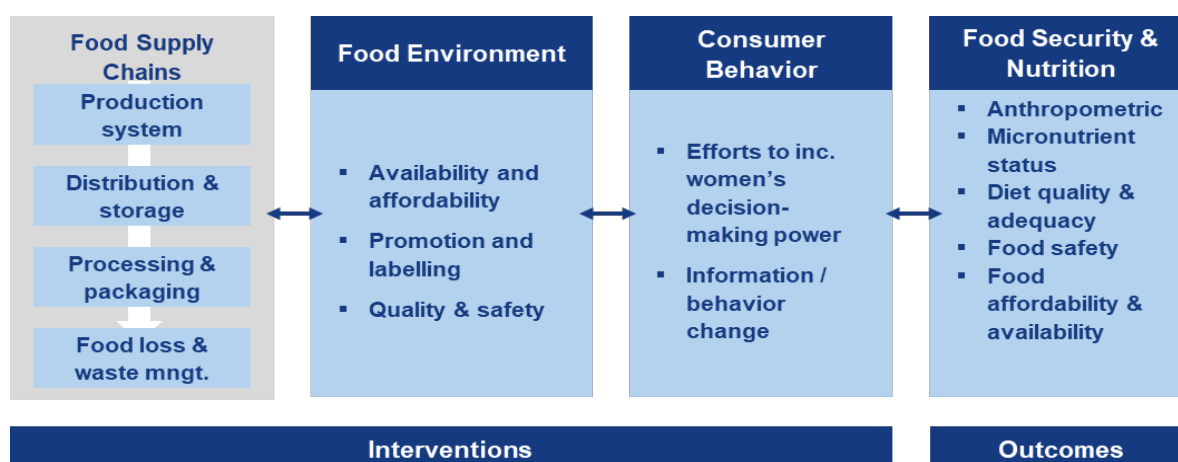 Food Supply
Chains
Production
system
Distribution &
storage
Processing &
packaging
Food loss &
waste mngt.
Food Environment
▪ Availability and
affordability
▪ Promotion and
labelling
▪ Quality & safety
Consumer
Behavior
▪ Efforts to inc.
women's
decision-
making power
▪ Information /
behavior
change
Food Security &
Nutrition
▪ Anthropometric
▪ Micronutrient
status
▪ Diet quality &
adequacy
▪ Food safety
▪ Food
affordability &
availability
Interventions
Outcomes